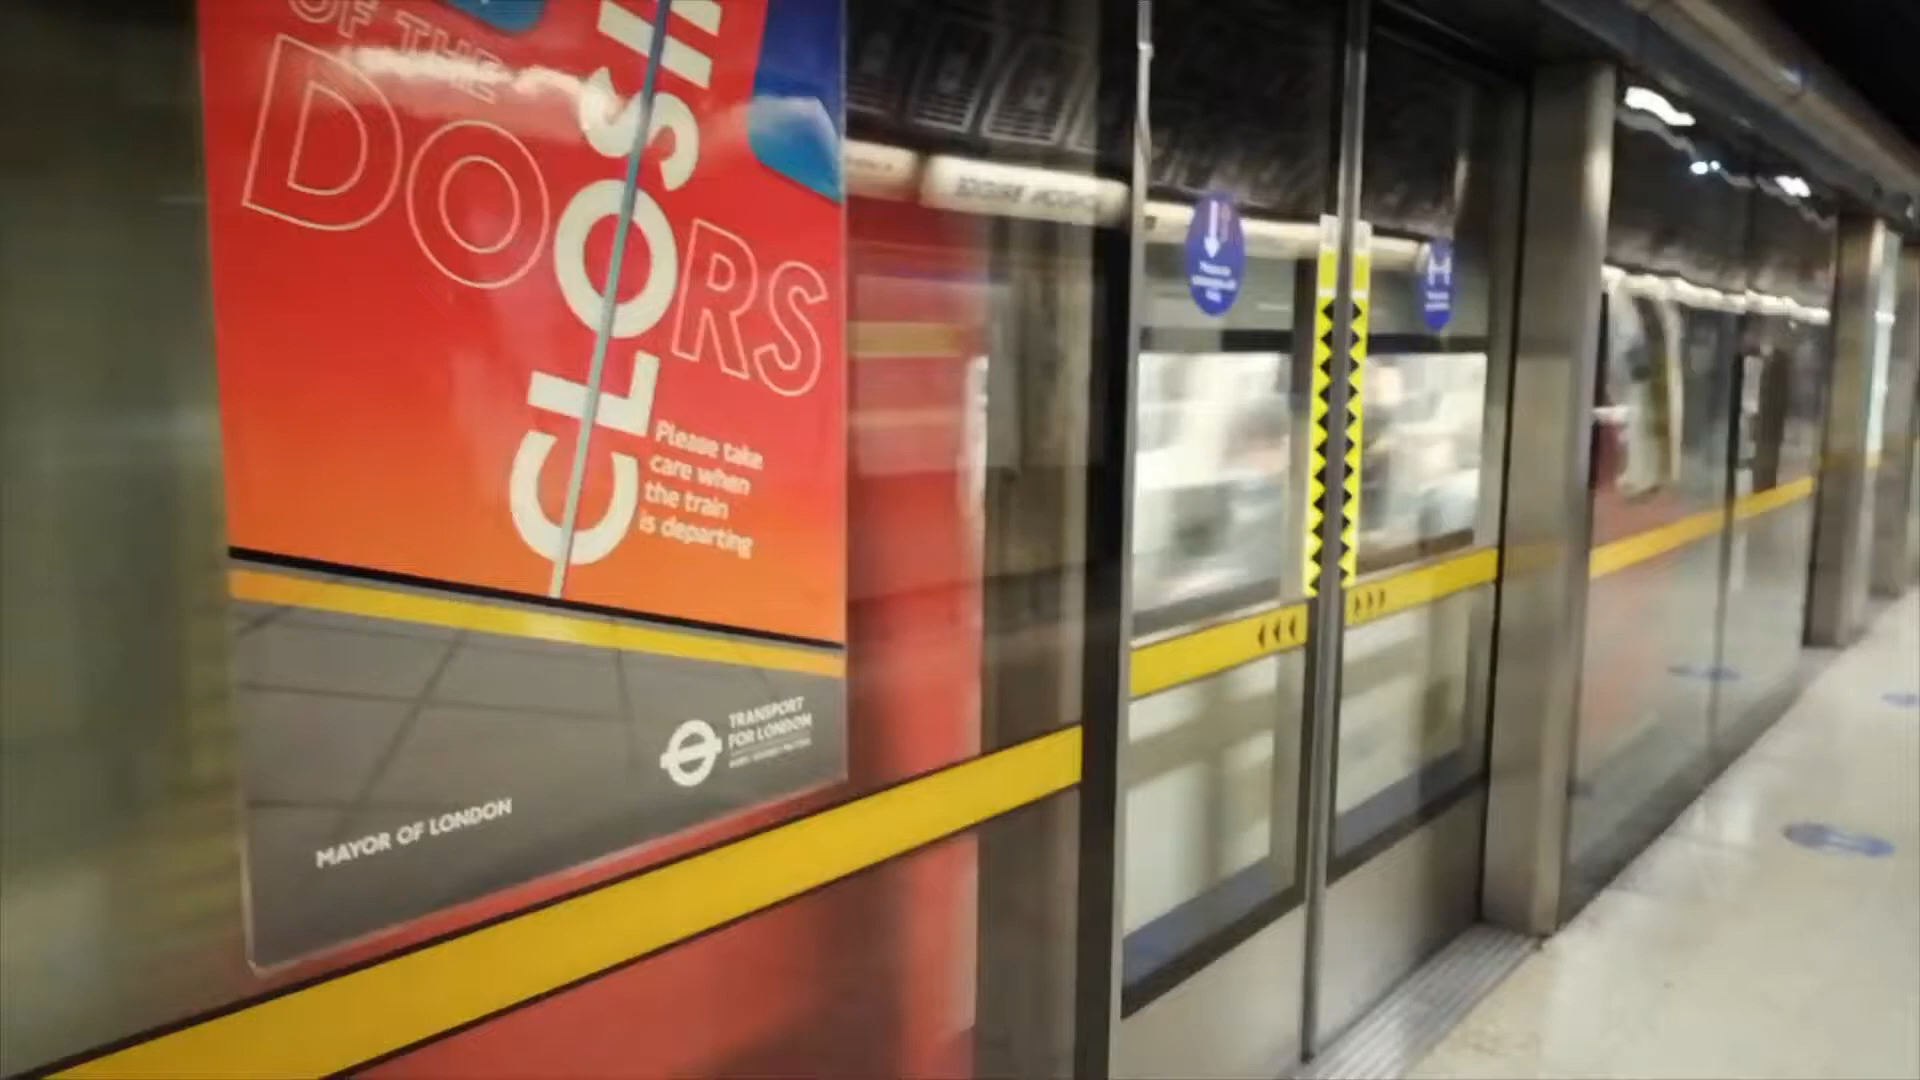 OF THE
DOORS
CLOSI
Please take
care when
the train
is departing
TRANSPORT
FOR LONDON
MAYOR OF LONDON